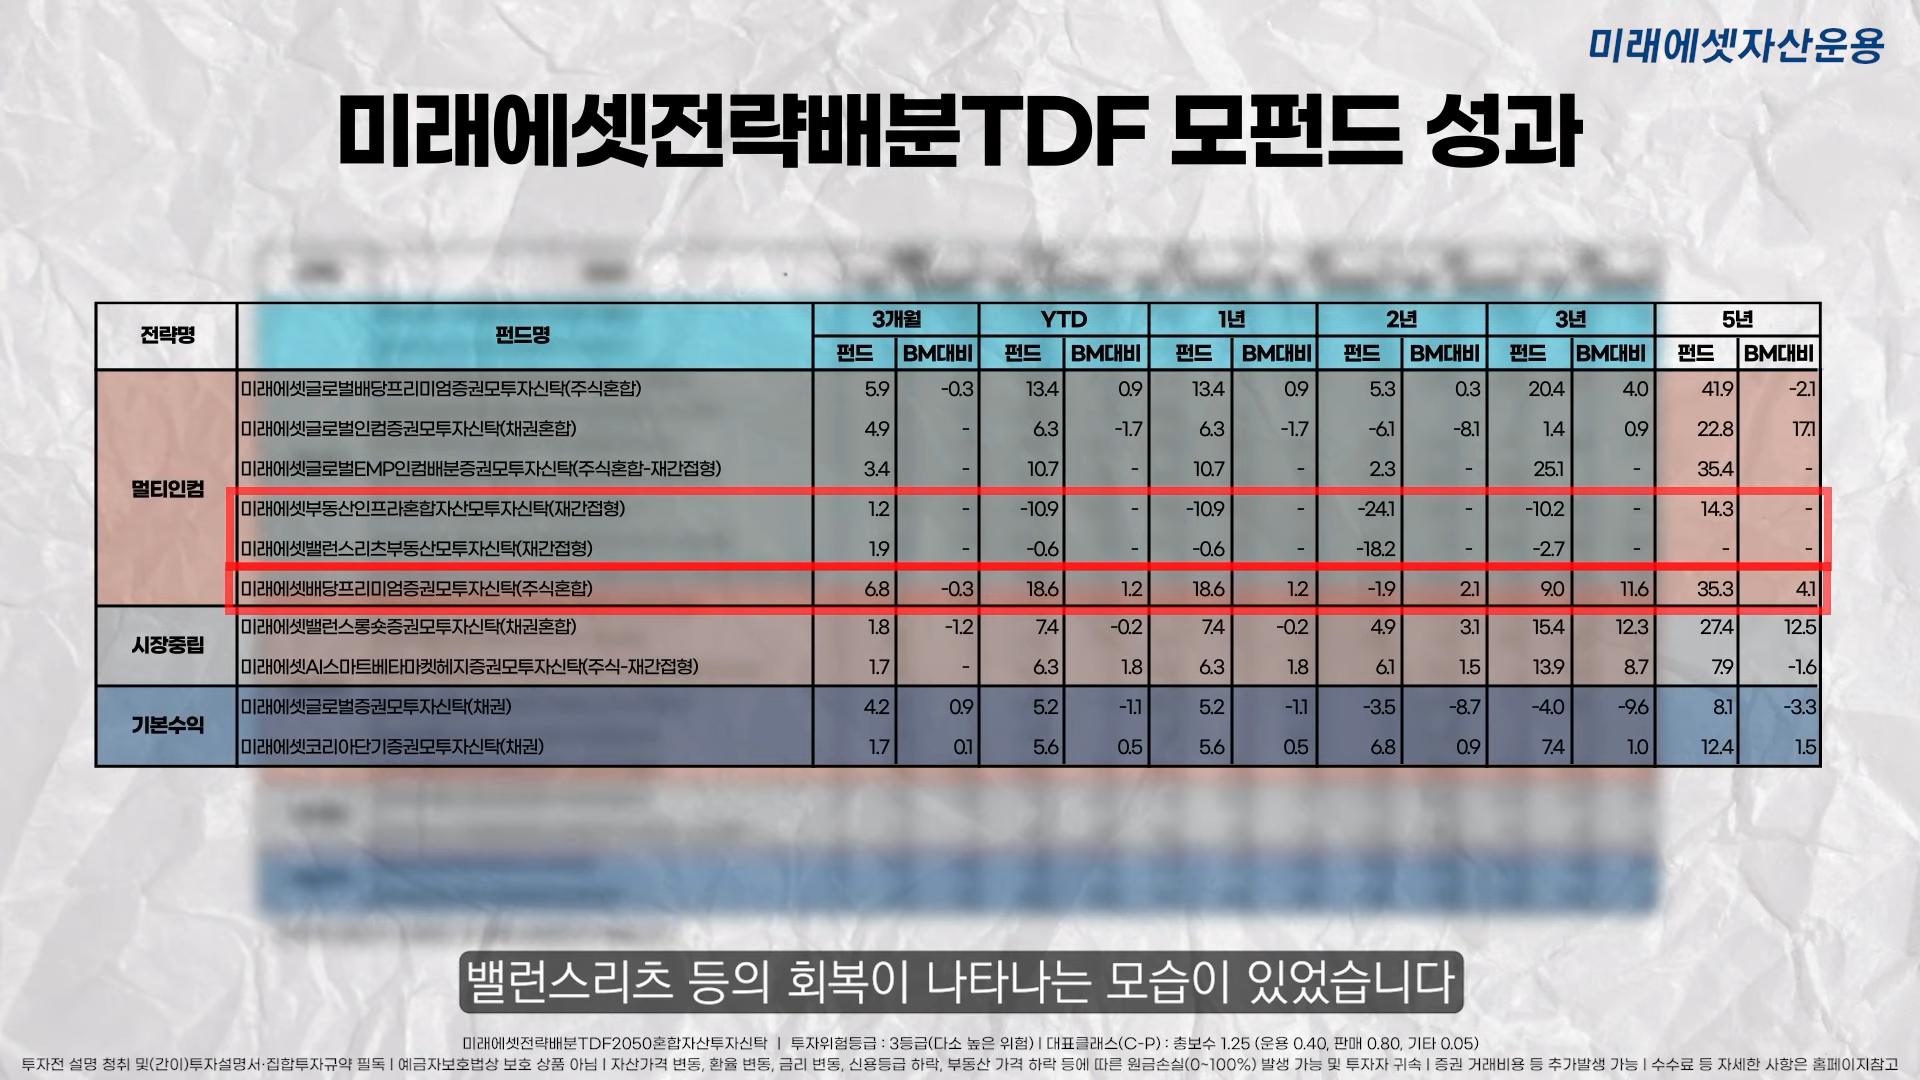 미래에셋자산운용
미래에셋전략배분TDF 모펀드 성과
전략명 펀드명 3개월 YTD 1년 2년 3년 5년
펀드 BM대비 펀드 BM대비 펀드 BM대비 펀드 BM대비 펀드 BM대비 펀드 BM대비
멀티인컴
미래에셋글로벌배당프리미엄증권모투자신탁(주식혼합) 5.9 -0.3 13.4 0.9 13.4 0.9 5.3 0.3 20.4 4.0 41.9 -2.1
미래에셋글로벌인컴증권모투자신탁(채권혼합) 4.9 - 6.3 -1.7 6.3 -1.7 -6.1 -8.1 1.4 0.9 22.8 17.1
미래에셋글로벌EMP인컴배분증권모투자신탁(주식혼합-재간접형) 3.4 - 10.7 - 10.7 - 2.3 - 25.1 - 35.4 -
미래에셋부동산인프라혼합자산모투자신탁(재간접형) 1.2 - -10.9 - -10.9 - -24.1 - -10.2 - 14.3 -
미래에셋밸런스리츠부동산모투자신탁(재간접형) 1.9 - -0.6 - -0.6 - -18.2 - -2.7 - - -
미래에셋배당프리미엄증권모투자신탁(주식혼합) 6.8 -0.3 18.6 1.2 18.6 1.2 -1.9 2.1 9.0 11.6 35.3 4.1
시장중립
미래에셋밸런스롱숏증권모투자신탁(채권혼합) 1.8 -1.2 7.4 -0.2 7.4 -0.2 4.9 3.1 15.4 12.3 27.4 12.5
미래에셋AI스마트베타마켓헤지증권모투자신탁(주식-재간접형) 1.7 - 6.3 1.8 6.3 1.8 6.1 1.5 13.9 8.7 7.9 -1.6
기본수익
미래에셋글로벌증권모투자신탁(채권) 4.2 0.9 5.2 -1.1 5.2 -1.1 -3.5 -8.7 -4.0 -9.6 8.1 -3.3
미래에셋코리아단기증권모투자신탁(채권) 1.7 0.1 5.6 0.5 5.6 0.5 6.8 0.9 7.4 1.0 12.4 1.5
밸런스리츠 등의 회복이 나타나는 모습이 있었습니다
미래에셋전략배분TDF2050혼합자산투자신탁 | 투자위험등급 : 3등급(다소 높은 위험) | 대표클래스(C-P) : 총보수 1.25 (운용 0.40, 판매 0.80, 기타 0.05)
투자전 설명 청취 및(간이)투자설명서·집합투자규약 필독 | 예금자보호법상 보호 상품 아님 | 자산가격 변동, 환율 변동, 금리 변동, 신용등급 하락, 부동산 가격 하락 등에 따른 원금손실(0~100%) 발생 가능 및 투자자 귀속 | 증권 거래비용 등 추가발생 가능 | 수수료 등 자세한 사항은 홈페이지참고